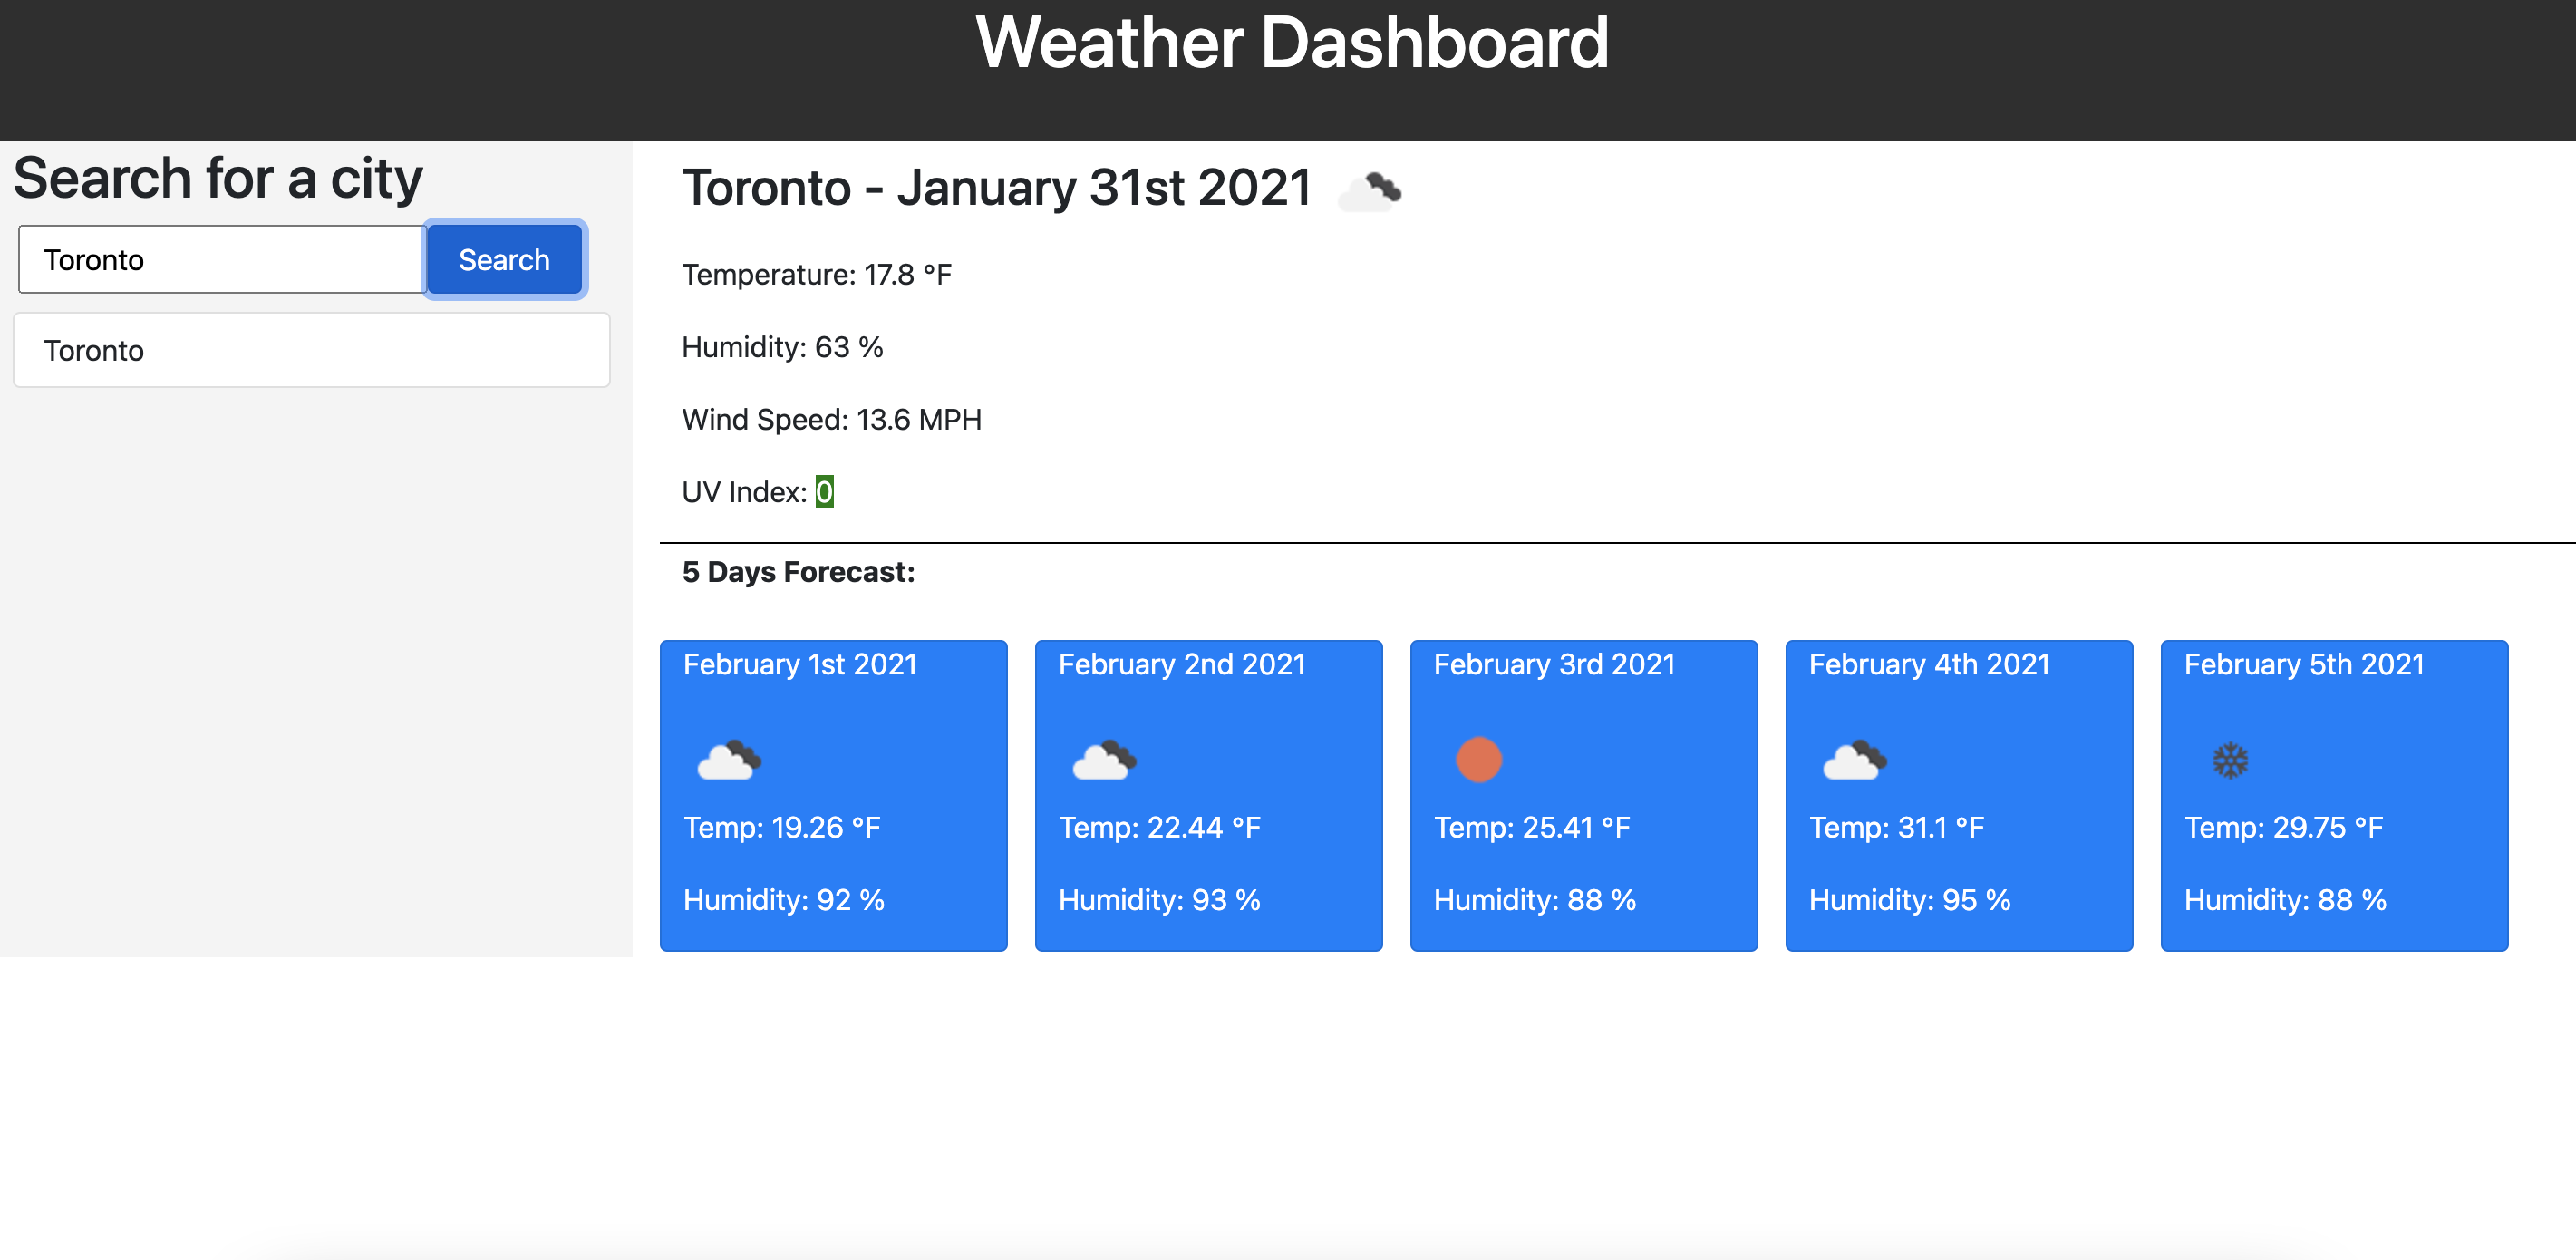 Weather Dashboard
Search for a city
Toronto
Search
Toronto
Toronto - January 31st 2021
Temperature: 17.8 °F
Humidity: 63 %
Wind Speed: 13.6 MPH
UV Index: 0
5 Days Forecast:
February 1st 2021
Temp: 19.26 °F
Humidity: 92 %
February 2nd 2021
Temp: 22.44 °F
Humidity: 93 %
February 3rd 2021
Temp: 25.41 °F
Humidity: 88 %
February 4th 2021
Temp: 31.1 °F
Humidity: 95 %
February 5th 2021
Temp: 29.75 °F
Humidity: 88 %